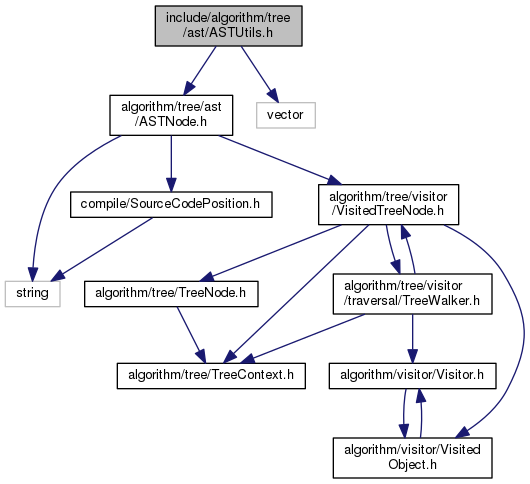 include/algorithm/tree
/ast/ASTUtils.h
algorithm/tree/ast
/ASTNode.h
vector
compile/SourceCodePosition.h
algorithm/tree/visitor
/VisitedTreeNode.h
string
algorithm/tree/TreeNode.h
algorithm/tree/visitor
/traversal/TreeWalker.h
algorithm/tree/TreeContext.h
algorithm/visitor/Visitor.h
algorithm/visitor/Visited
Object.h